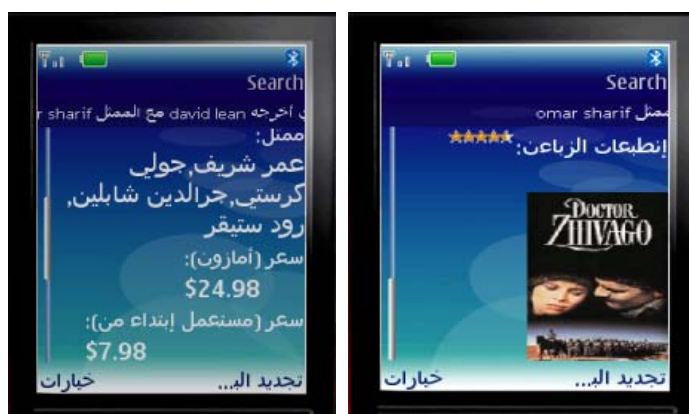 Search
أخرجه david lean مع الممثل r sharif
ممثل:
عمر شريف,جولي
كرستي,جرالدين شابلين,
رود ستيقر
سعر (أمازون):
$24.98
سعر (مستعمل إبتداء من):
$7.98
تجديد الب... خيارات
Search
ممثل omar sharif
إنطبعات الزباءن:
DOCTOR
ZHIVAGO
تجديد الب... خيارات